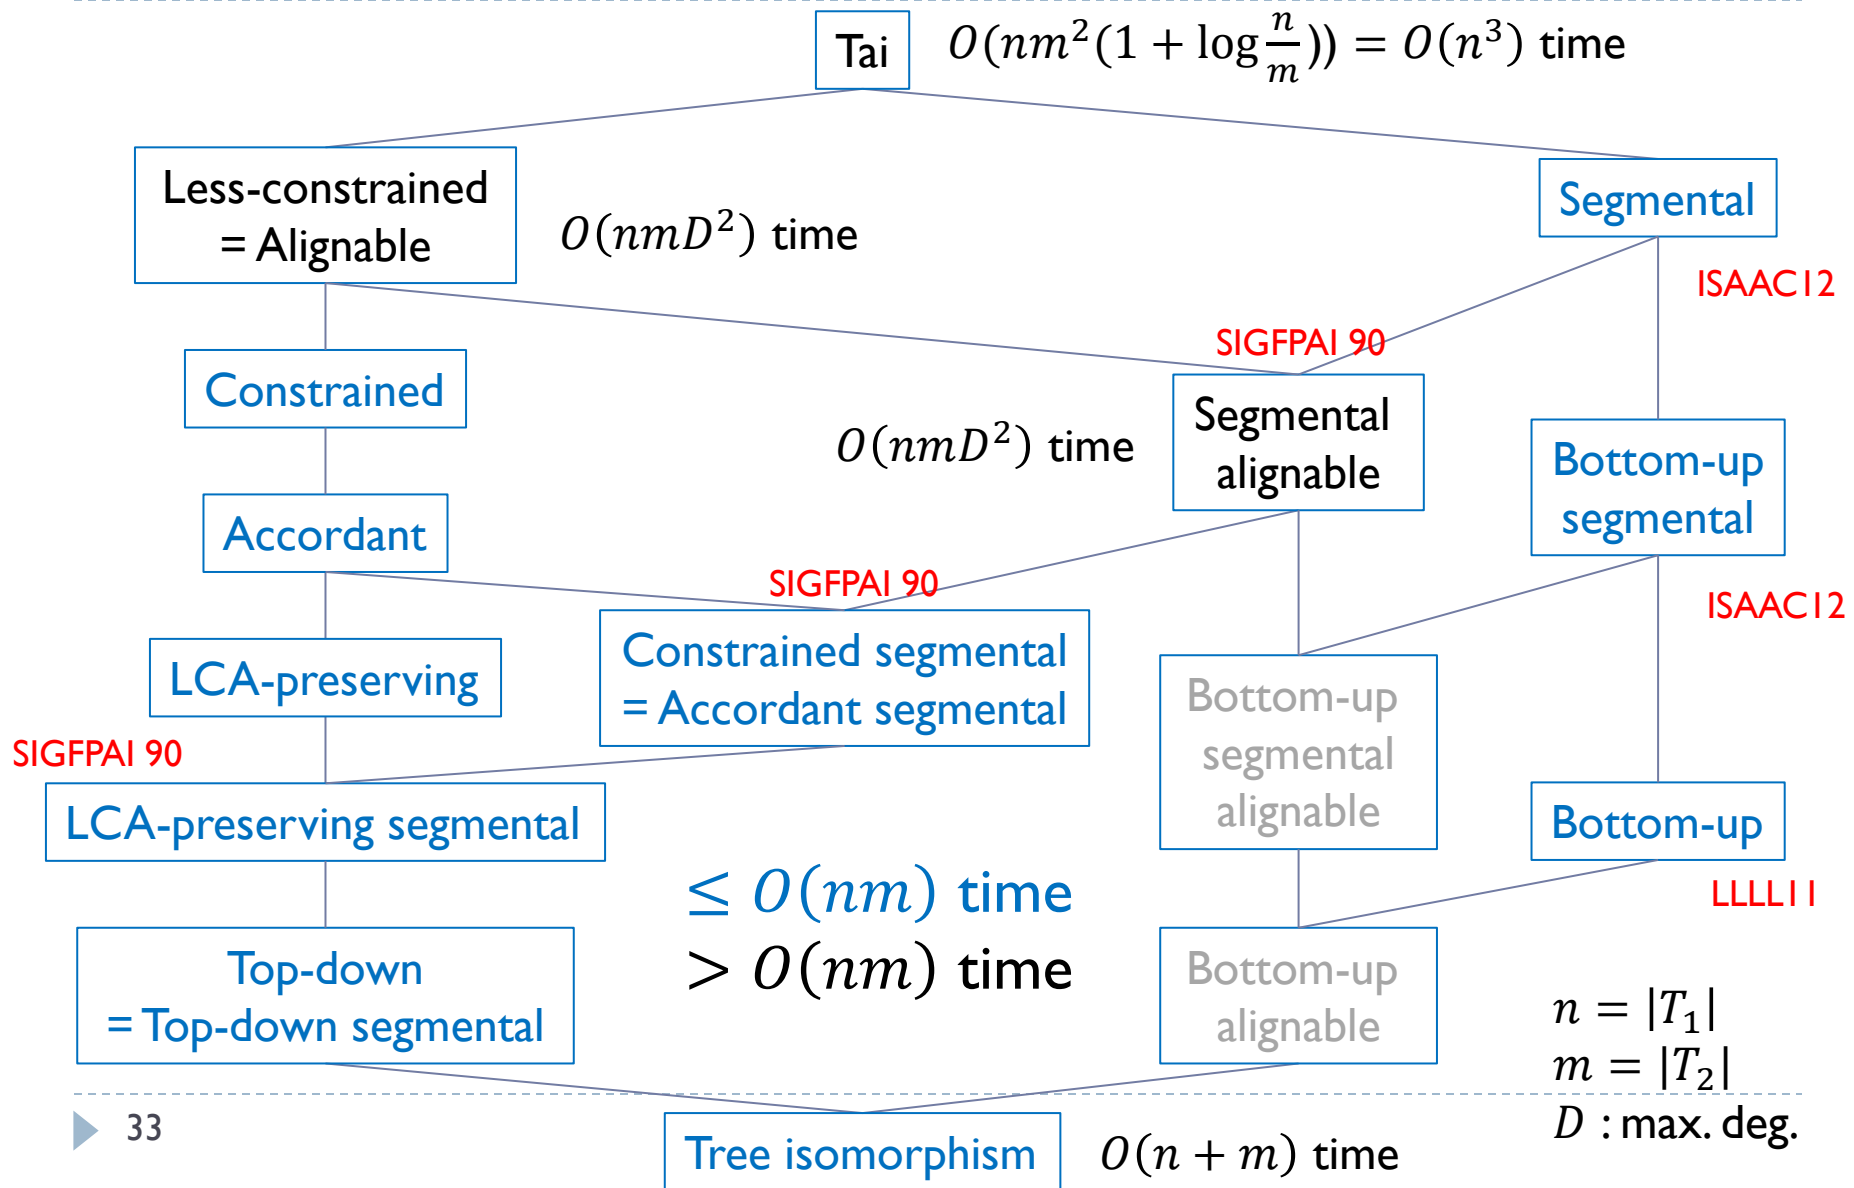 Tai
O(nm²(1 + log n/m)) = O(n³) time
Less-constrained
= Alignable
O(nmD²) time
Segmental
ISAAC12
SIGFPAI 90
Constrained
Segmental
alignable
O(nmD²) time
Bottom-up
segmental
Accordant
SIGFPAI 90
ISAAC12
LCA-preserving
Constrained segmental
= Accordant segmental
Bottom-up
segmental
alignable
SIGFPAI 90
LCA-preserving segmental
Bottom-up
≤ O(nm) time
> O(nm) time
LLLL11
Top-down
= Top-down segmental
Bottom-up
alignable
n = |T₁|
m = |T₂|
D : max. deg.
33
Tree isomorphism
O(n + m) time